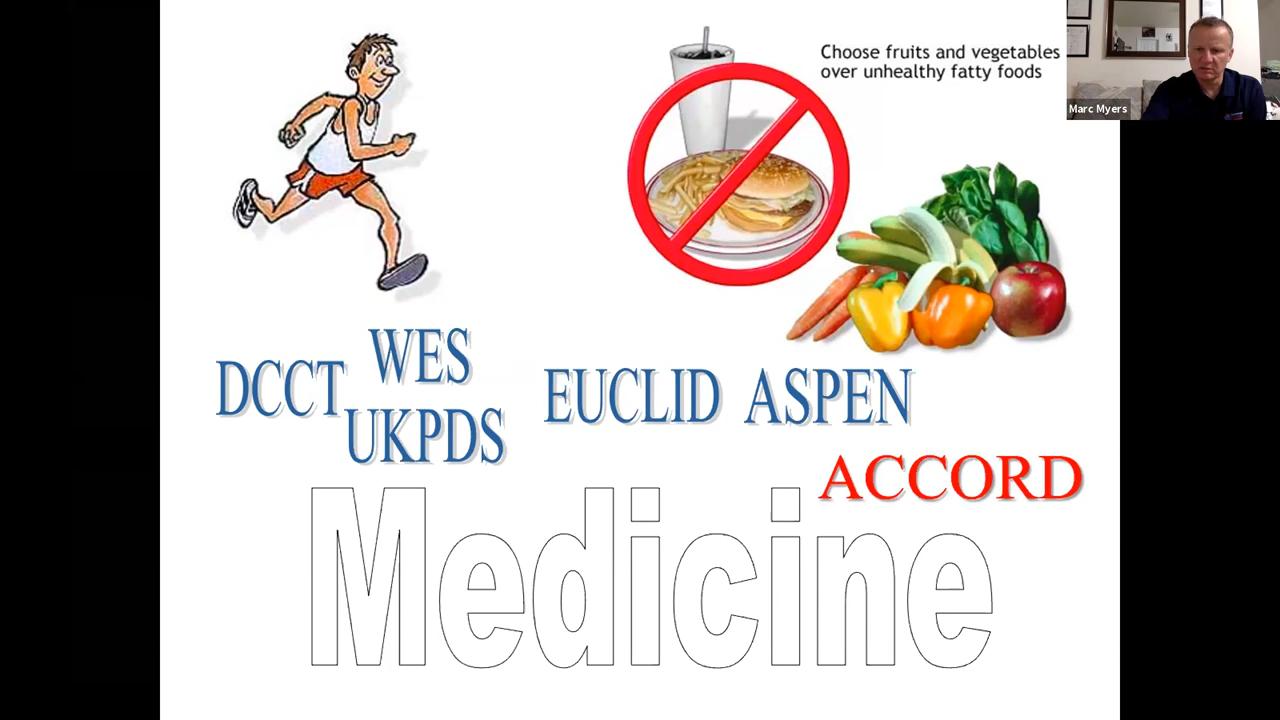 Choose fruits and vegetables
over unhealthy fatty foods
Marc Myers
WES
DCCT
EUCLID ASPEN
UKPDS
ACCORD
Medicine